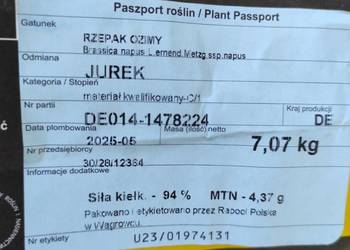 Paszport roślin / Plant Passport
Gatunek
RZEPAK OZIMY
Brassica napus L.emend.Metzg ssp.napus
Odmiana
JUREK
Kategoria / Stopień
materiał kwalifikowany-C/1
Nr partii
Kraj produkcji
DE014-1478224
DE
Data plombowania
Masa (ilość) netto
2025-05
7,07 kg
Nr przedsiębiorcy
30/28/12364
Informacje dodatkowe
Siła kiełk. - 94 % MTN - 4,37 g
Pakowano i etykietowano przez Rapool Polska
w Wągrowcu.
Nr etykiety
U23/01974131